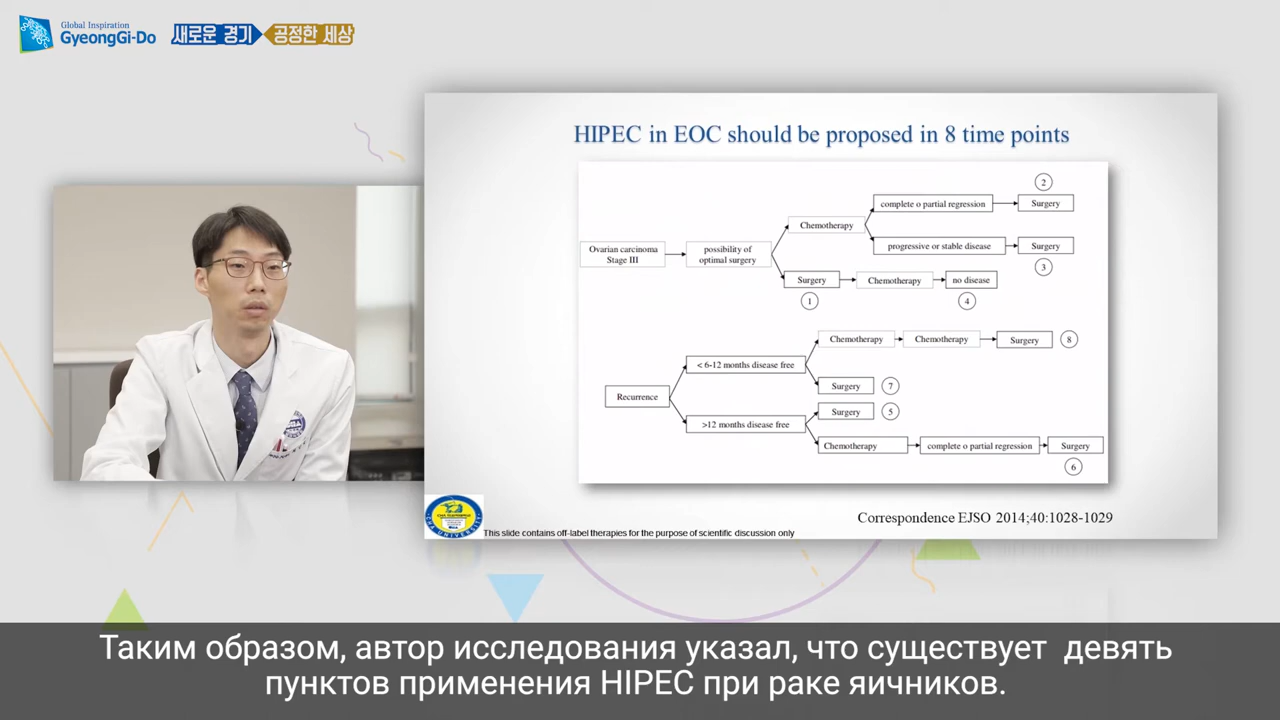 Global Inspiration
GyeongGi-Do
새로운 경기
공정한 세상
HIPEC in EOC should be proposed in 8 time points
2
complete o partial regression
Surgery
Chemotherapy
Ovarian carcinoma
Stage III
possibility of
optimal surgery
progressive or stable disease
Surgery
3
Surgery
Chemotherapy
no disease
1
4
Chemotherapy
Chemotherapy
Surgery
8
< 6-12 months disease free
Surgery
7
Recurrence
Surgery
5
>12 months disease free
Chemotherapy
complete o partial regression
Surgery
6
Correspondence EJSO 2014;40:1028-1029
This slide contains off-label therapies for the purpose of scientific discussion only
Таким образом, автор исследования указал, что существует девять
пунктов применения HIPEC при раке яичников.